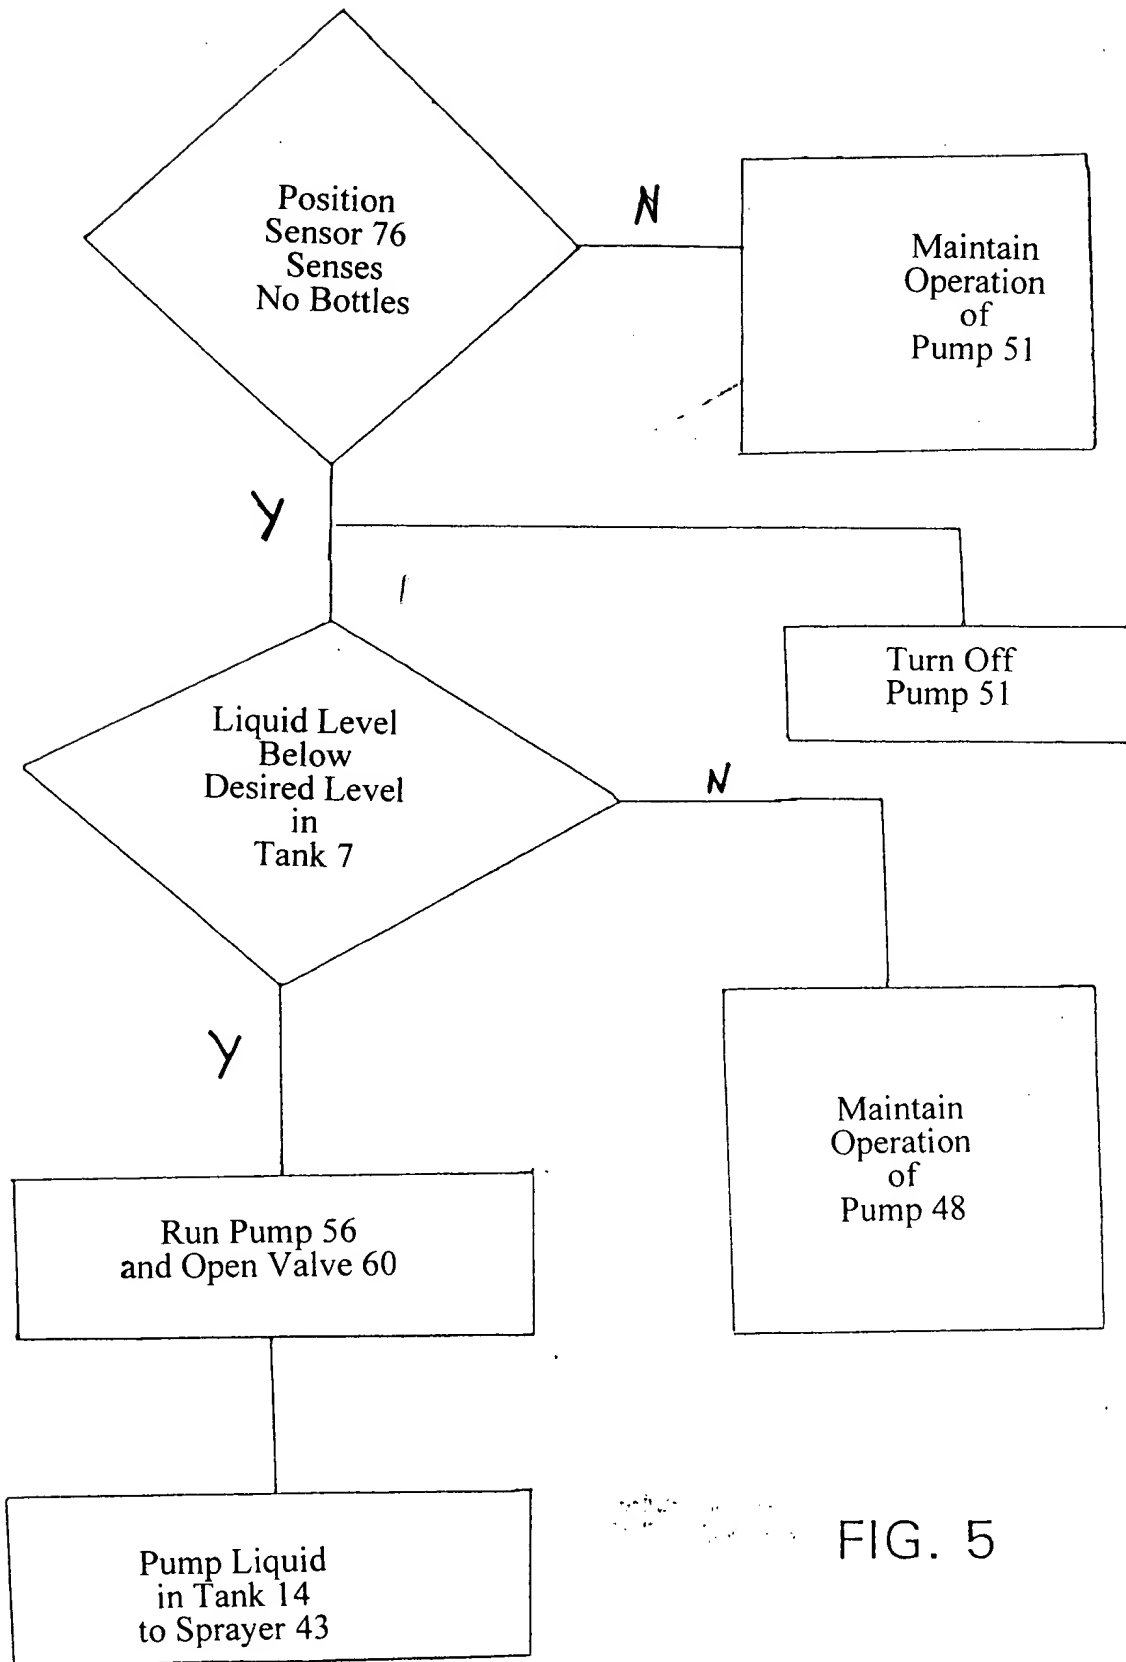 Position
Sensor 76
Senses
No Bottles
N
Maintain
Operation
of
Pump 51
Y
Turn Off
Pump 51
Liquid Level
Below
Desired Level
in
Tank 7
N
Y
Maintain
Operation
of
Pump 48
Run Pump 56
and Open Valve 60
Pump Liquid
in Tank 14
to Sprayer 43
FIG. 5